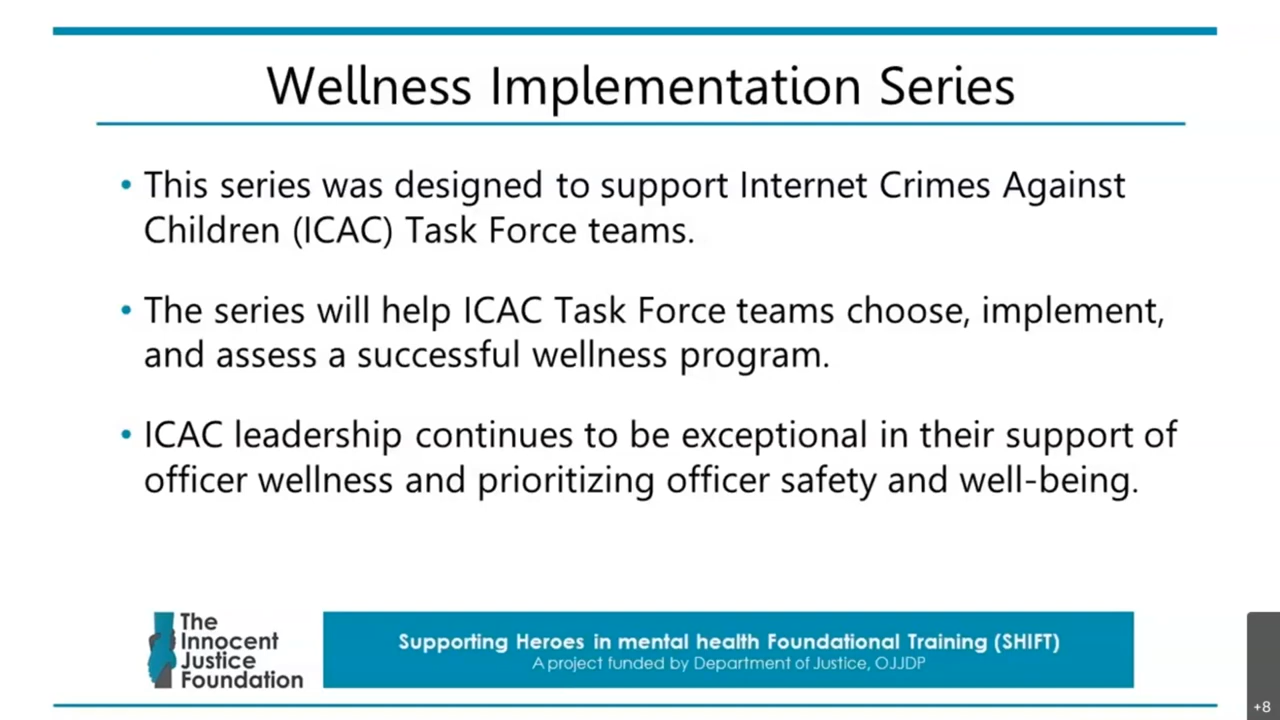 Wellness Implementation Series
• This series was designed to support Internet Crimes Against
Children (ICAC) Task Force teams.
• The series will help ICAC Task Force teams choose, implement,
and assess a successful wellness program.
• ICAC leadership continues to be exceptional in their support of
officer wellness and prioritizing officer safety and well-being.
The
Innocent
Justice
Foundation
Supporting Heroes in mental health Foundational Training (SHIFT)
A project funded by Department of Justice, OJJDP
+8